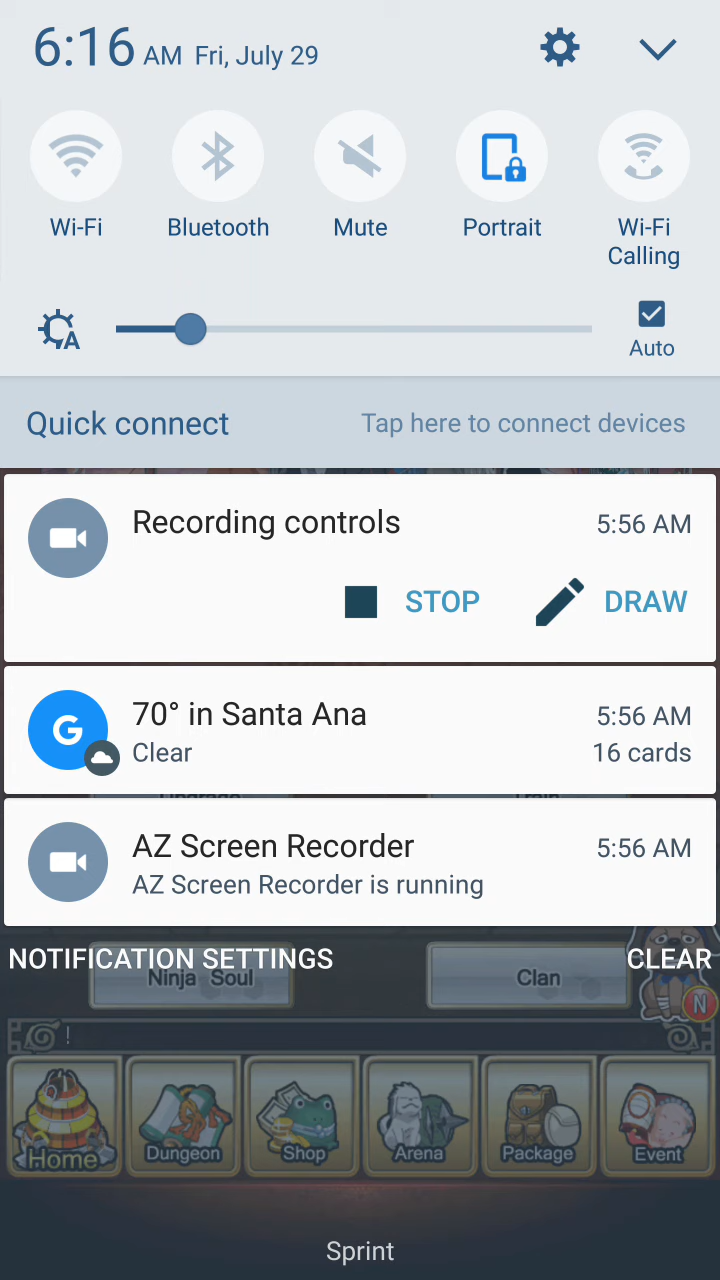 6:16 AM Fri, July 29
Wi-Fi
Bluetooth
Mute
Portrait
Wi-Fi
Calling
A
Auto
Quick connect
Tap here to connect devices
Recording controls
5:56 AM
STOP
DRAW
G
70° in Santa Ana
5:56 AM
Clear
16 cards
AZ Screen Recorder
5:56 AM
AZ Screen Recorder is running
NOTIFICATION SETTINGS
CLEAR
Ninja Soul
Clan
N
!
Home
Dungeon
Shop
Arena
Package
Event
Sprint